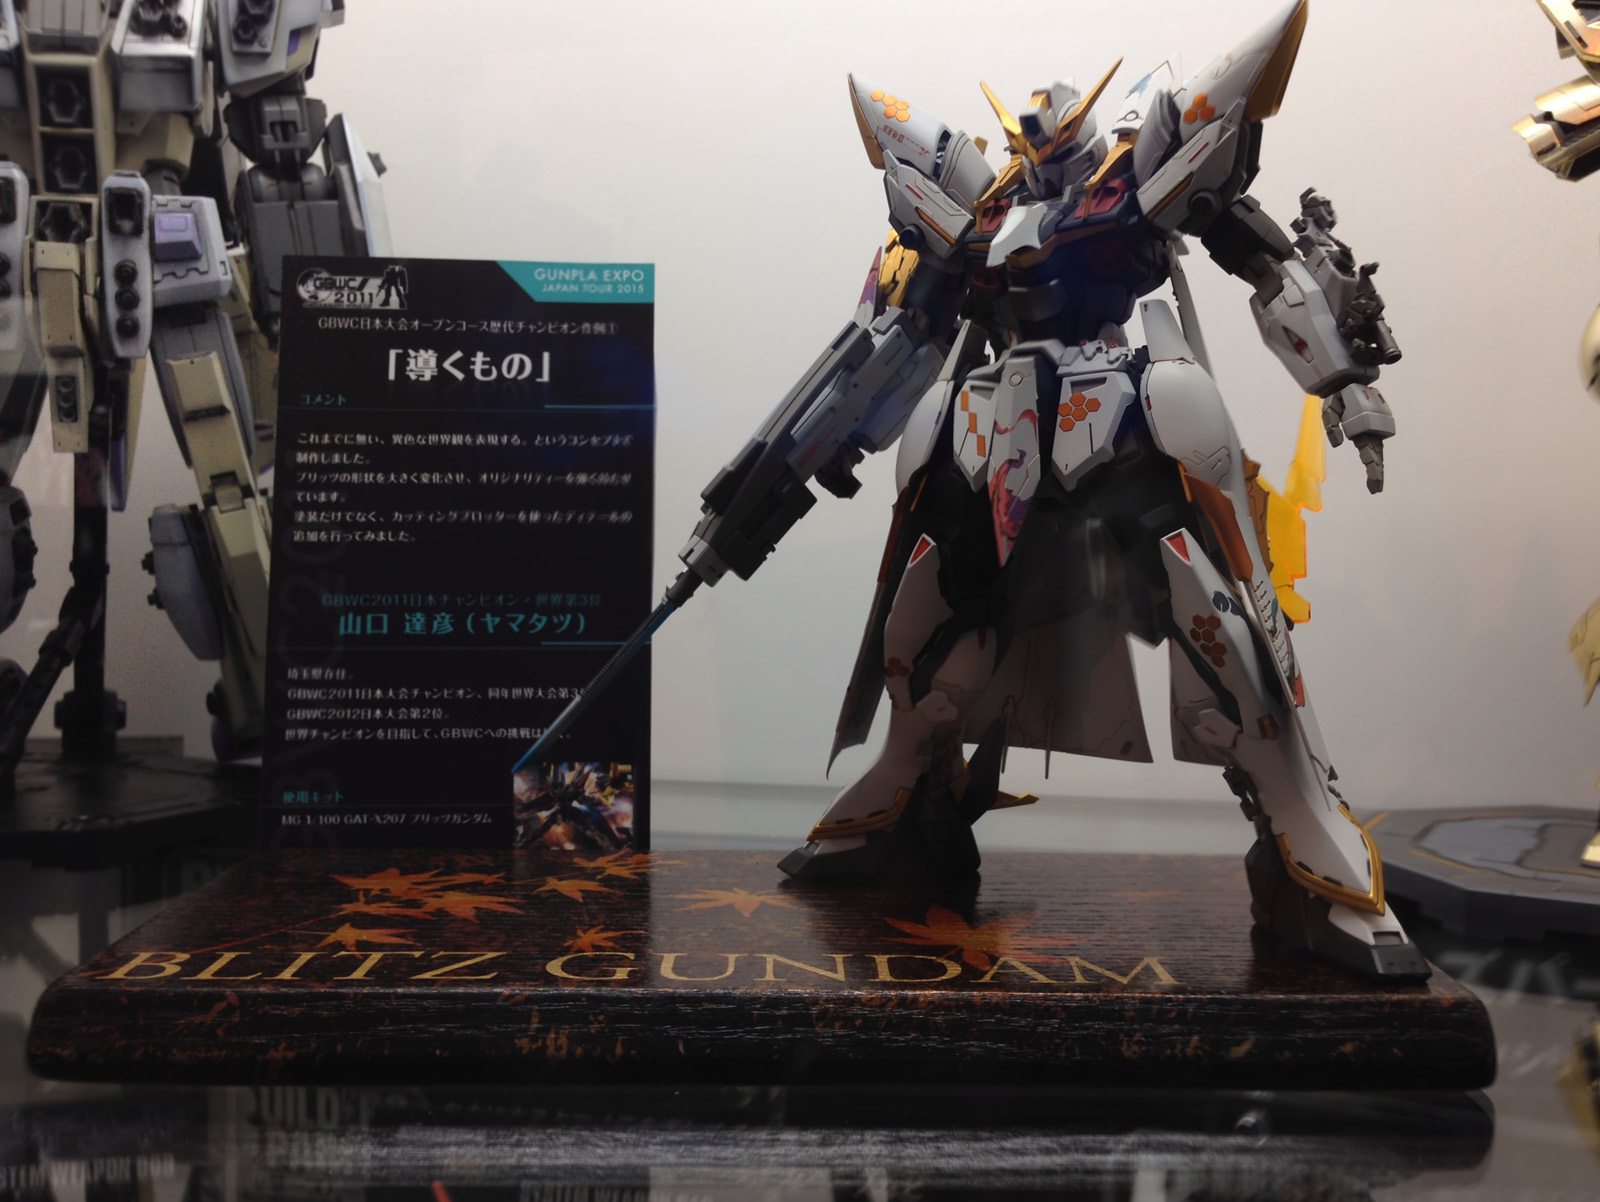 GBWC
2011
GUNPLA EXPO
JAPAN TOUR 2015
GBWC日本大会オープンコース歴代チャンピオン作例①
「導くもの」
コメント
これまでに無い、異色な世界観を表現する。というコンセプトで
制作しました。
ブリッツの形状を大きく変化させ、オリジナリティーを
ています。
塗装だけでなく、カッティングプロッターを使ったディテールの
追加を行ってみました。
GBWC2011日本チャンピオン・世界第3位
山口 達彦(ヤマタツ)
埼玉県在住。
GBWC2011日本大会チャンピオン、同年世界大会第3
GBWC2012日本大会第2位。
世界チャンピオンを目指して、GBWCへの挑戦は
使用キット
MG 1/100 GAT-X207 ブリッツガンダム
BLITZ GUNDAM
スパー